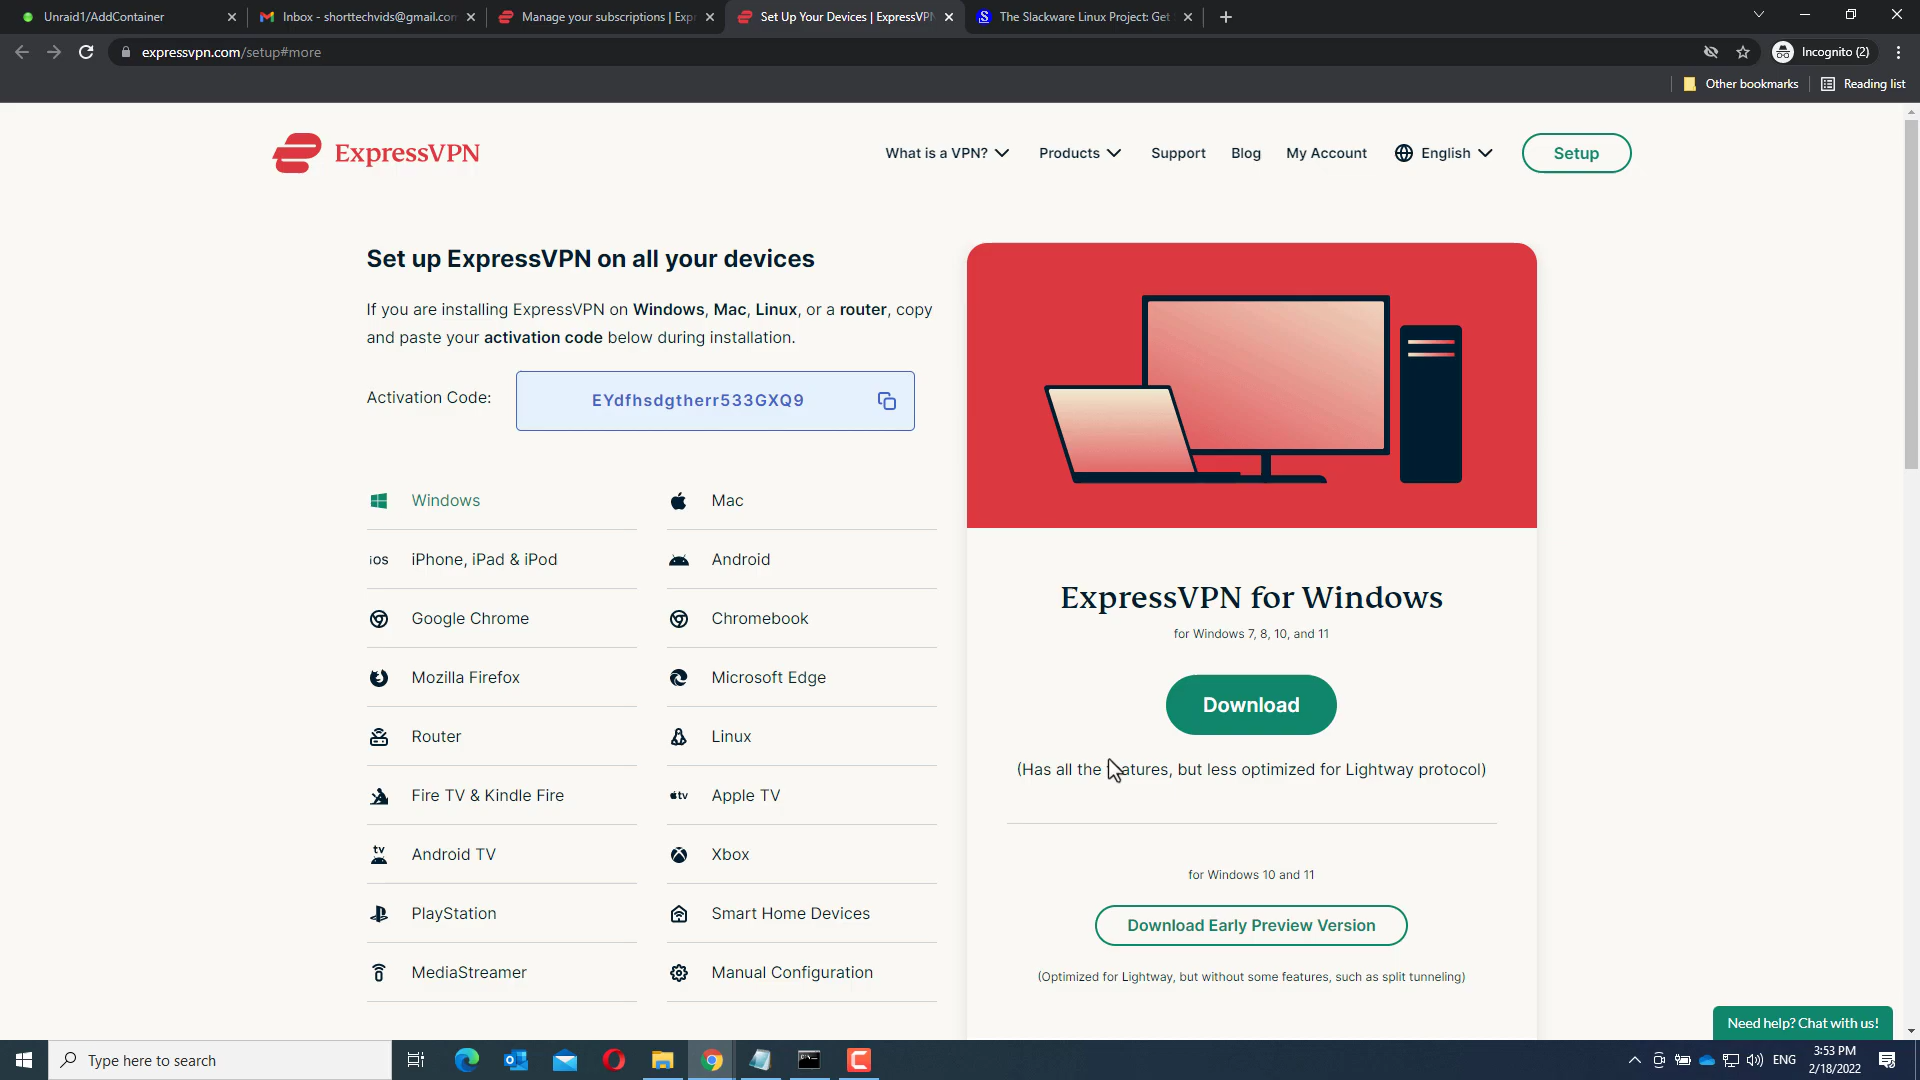 Unraid1/AddContainer
Inbox - shorttechvids@gmail.com
Manage your subscriptions | Exp
Set Up Your Devices | ExpressVPN
The Slackware Linux Project: Get
expressvpn.com/setup#more
Incognito (2)
Other bookmarks
Reading list
ExpressVPN
What is a VPN?
Products
Support
Blog
My Account
English
Setup
Set up ExpressVPN on all your devices
If you are installing ExpressVPN on Windows, Mac, Linux, or a router, copy
and paste your activation code below during installation.
Activation Code:
EYdfhsdgtherr533GXQ9
Windows
Mac
iOS
iPhone, iPad & iPod
Android
Google Chrome
Chromebook
Mozilla Firefox
Microsoft Edge
Router
Linux
Fire TV & Kindle Fire
tv
Apple TV
tv
Android TV
Xbox
PlayStation
Smart Home Devices
MediaStreamer
Manual Configuration
ExpressVPN for Windows
for Windows 7, 8, 10, and 11
Download
(Has all the features, but less optimized for Lightway protocol)
for Windows 10 and 11
Download Early Preview Version
(Optimized for Lightway, but without some features, such as split tunneling)
Need help? Chat with us!
Type here to search
ENG
3:53 PM
2/18/2022